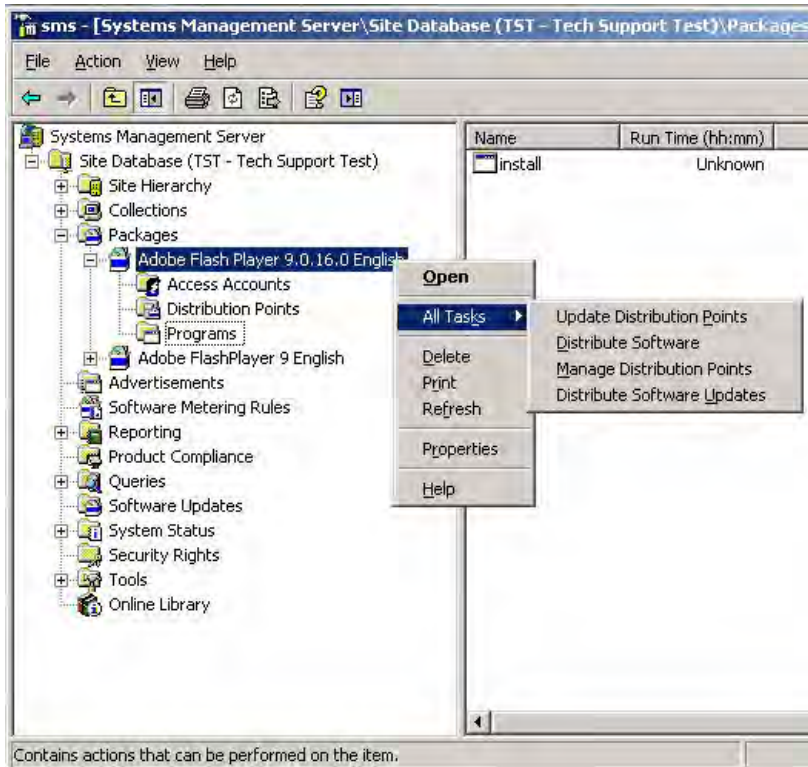 sms - [Systems Management Server\Site Database (TST - Tech Support Test)\Packages
File Action View Help
Systems Management Server
Site Database (TST - Tech Support Test)
Site Hierarchy
Collections
Packages
Adobe Flash Player 9.0.16.0 English
Access Accounts
Distribution Points
Programs
Adobe FlashPlayer 9 English
Advertisements
Software Metering Rules
Reporting
Product Compliance
Queries
Software Updates
System Status
Security Rights
Tools
Online Library
Name Run Time (hh:mm)
install Unknown
Open
All Tasks
Delete
Print
Refresh
Properties
Help
Update Distribution Points
Distribute Software
Manage Distribution Points
Distribute Software Updates
Contains actions that can be performed on the item.